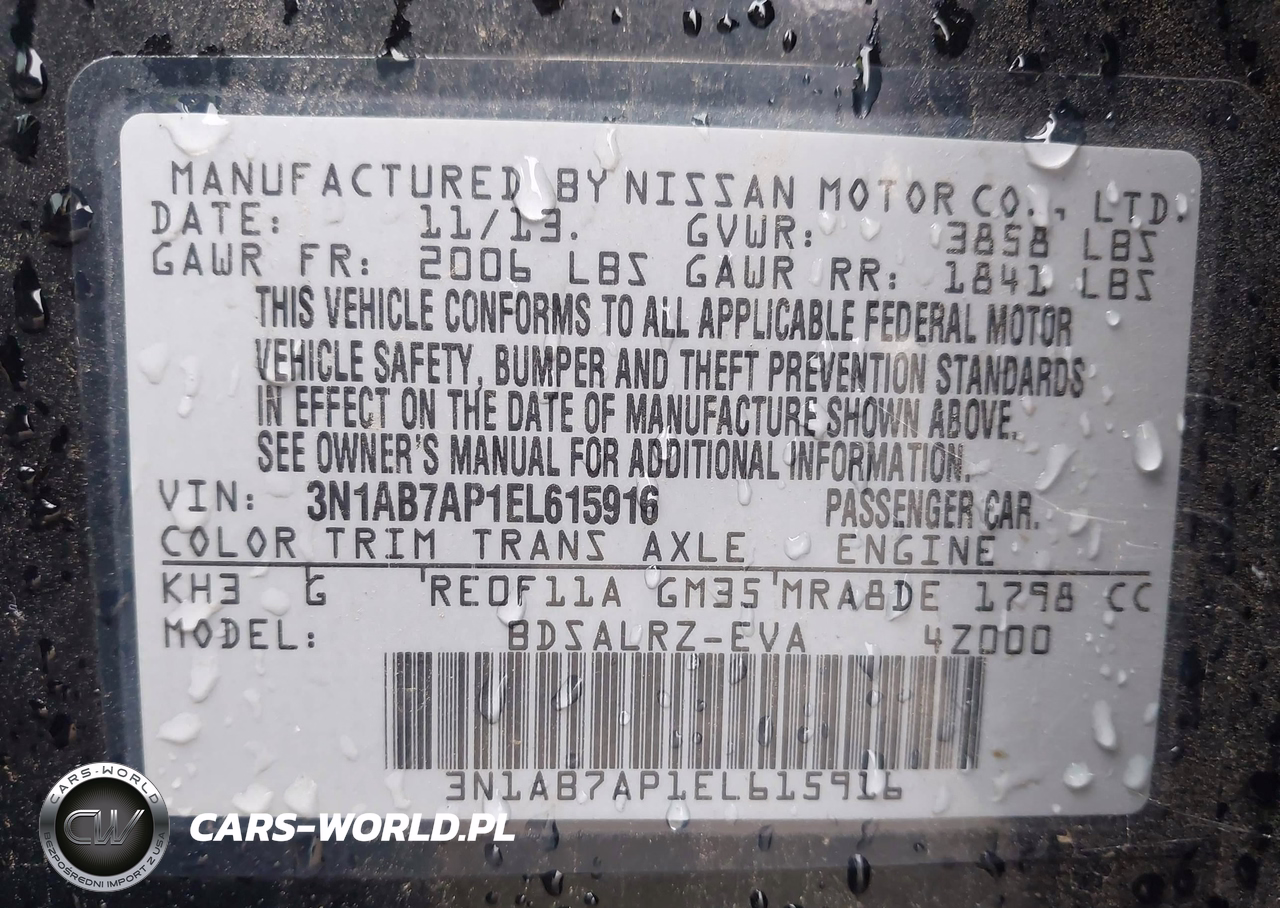 MANUFACTURED BY NISSAN MOTOR CO., LTD.
DATE: 11/13. GVWR: 3858 LBS
GAWR FR: 2006 LBS GAWR RR: 1841 LBS
THIS VEHICLE CONFORMS TO ALL APPLICABLE FEDERAL MOTOR
VEHICLE SAFETY, BUMPER AND THEFT PREVENTION STANDARDS
IN EFFECT ON THE DATE OF MANUFACTURE SHOWN ABOVE.
SEE OWNER'S MANUAL FOR ADDITIONAL INFORMATION.
VIN: 3N1AB7AP1EL615916 PASSENGER CAR.
COLOR TRIM TRANS AXLE ENGINE
KH3 G RE0F11A GM35 MRA8DE 1798 CC
MODEL: BDSALRZ-EVA 4Z000
3N1AB7AP1EL615916
CARS-WORLD
CW
BEZPOŚREDNI IMPORT Z USA
CARS-WORLD.PL